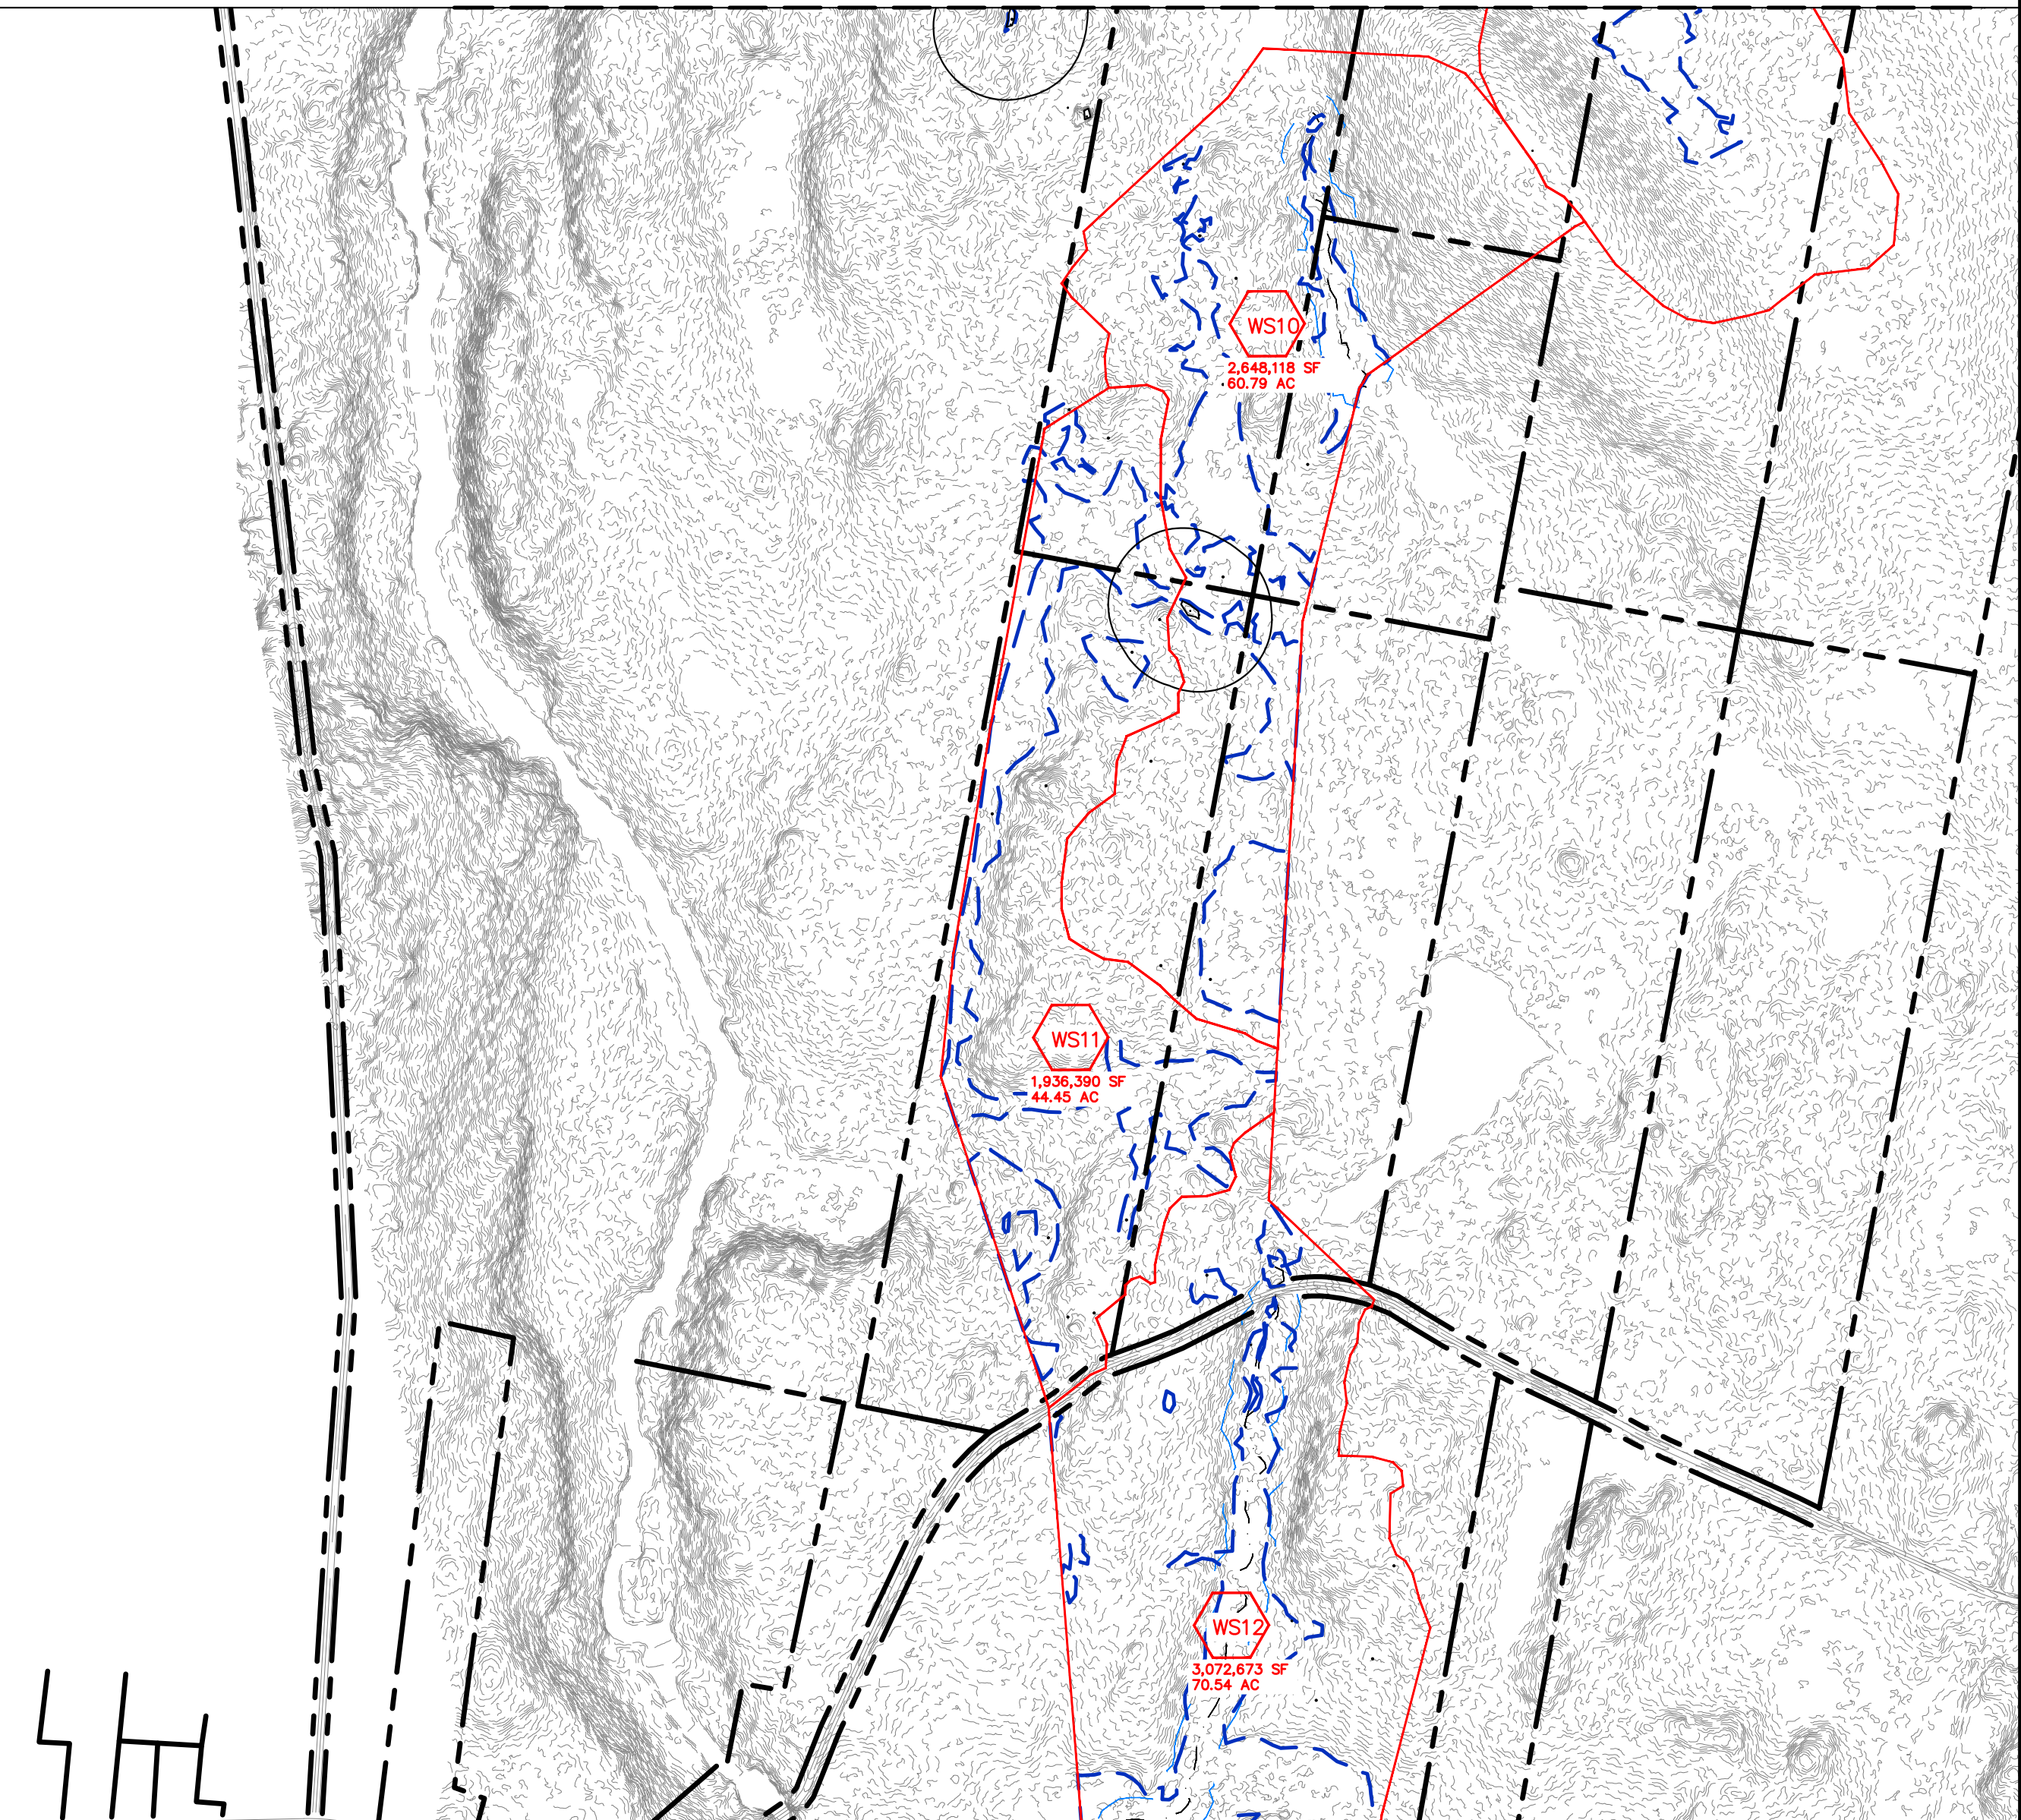 WS10
2,648,118 SF
60.79 AC
WS11
1,936,390 SF
44.45 AC
WS12
3,072,673 SF
70.54 AC